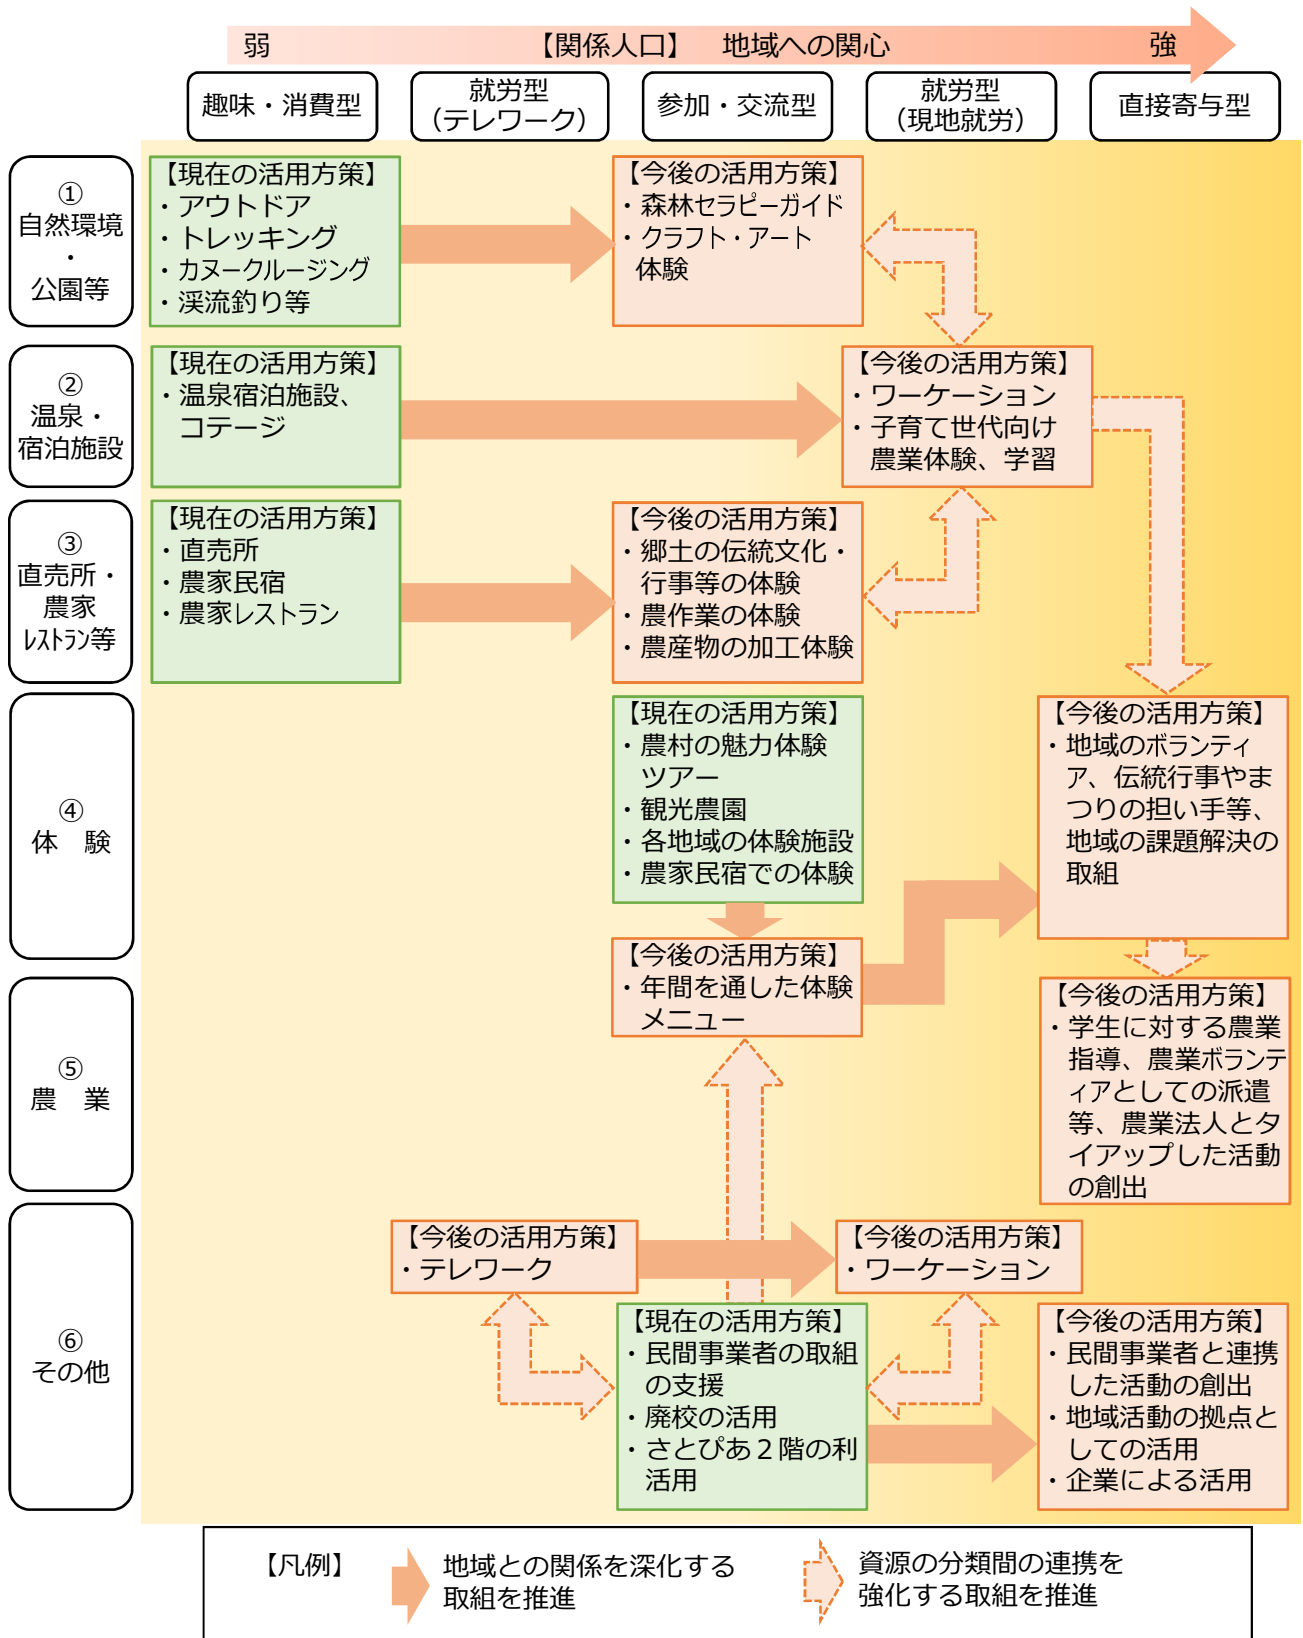 弱 【関係人口】 地域への関心 強
趣味・消費型
就労型
（テレワーク）
参加・交流型
就労型
（現地就労）
直接寄与型
①
自然環境
・
公園等
【現在の活用方策】
・アウトドア
・トレッキング
・カヌークルージング
・渓流釣り等
【今後の活用方策】
・森林セラピーガイド
・クラフト・アート
体験
②
温泉・
宿泊施設
【現在の活用方策】
・温泉宿泊施設、
コテージ
【今後の活用方策】
・ワーケーション
・子育て世代向け
農業体験、学習
③
直売所・
農家
レストラン等
【現在の活用方策】
・直売所
・農家民宿
・農家レストラン
【今後の活用方策】
・郷土の伝統文化・
行事等の体験
・農作業の体験
・農産物の加工体験
④
体　験
【現在の活用方策】
・農村の魅力体験
ツアー
・観光農園
・各地域の体験施設
・農家民宿での体験
【今後の活用方策】
・地域のボランティ
ア、伝統行事やま
つりの担い手等、
地域の課題解決の
取組
【今後の活用方策】
・年間を通した体験
メニュー
⑤
農　業
【今後の活用方策】
・学生に対する農業
指導、農業ボランテ
ィアとしての派遣
等、農業法人とタ
イアップした活動
の創出
⑥
その他
【今後の活用方策】
・テレワーク
【今後の活用方策】
・ワーケーション
【現在の活用方策】
・民間事業者の取組
の支援
・廃校の活用
・さとぴあ２階の利
活用
【今後の活用方策】
・民間事業者と連携
した活動の創出
・地域活動の拠点と
しての活用
・企業による活用
【凡例】
地域との関係を深化する
取組を推進
資源の分類間の連携を
強化する取組を推進